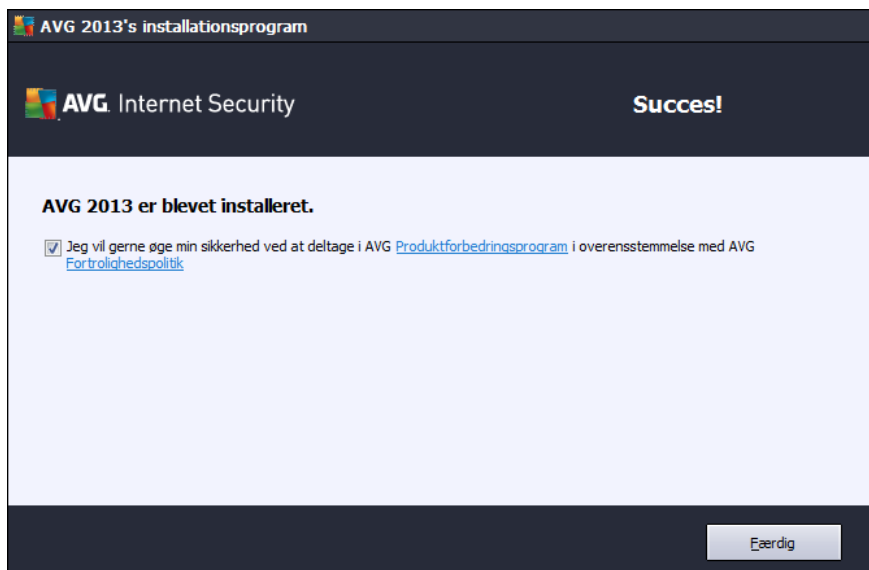 AVG 2013's installationsprogram
AVG. Internet Security
Succes!
AVG 2013 er blevet installeret.
Jeg vil gerne øge min sikkerhed ved at deltage i AVG Produktforbedringsprogram i overensstemmelse med AVG
Fortrolighedspolitik
Færdig